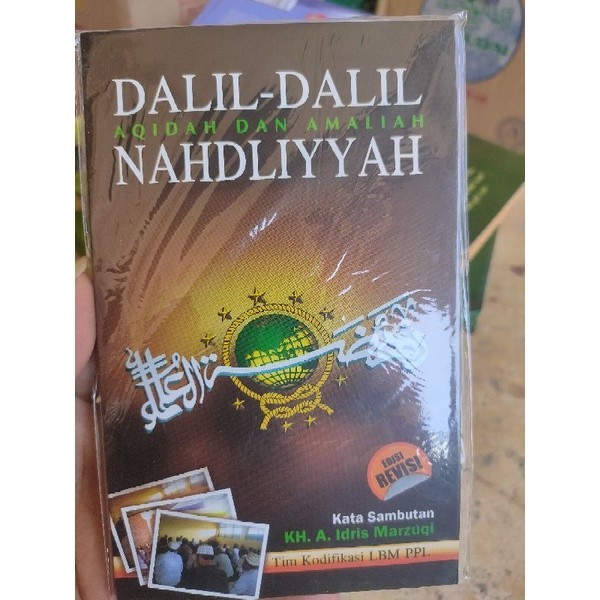 DALIL-DALIL
AQIDAH DAN AMALIAH
NAHDLIYYAH
EDISI
REVISI
Kata Sambutan
KH. A. Idris Marzuqi
Tim Kodifikasi LBM PPL